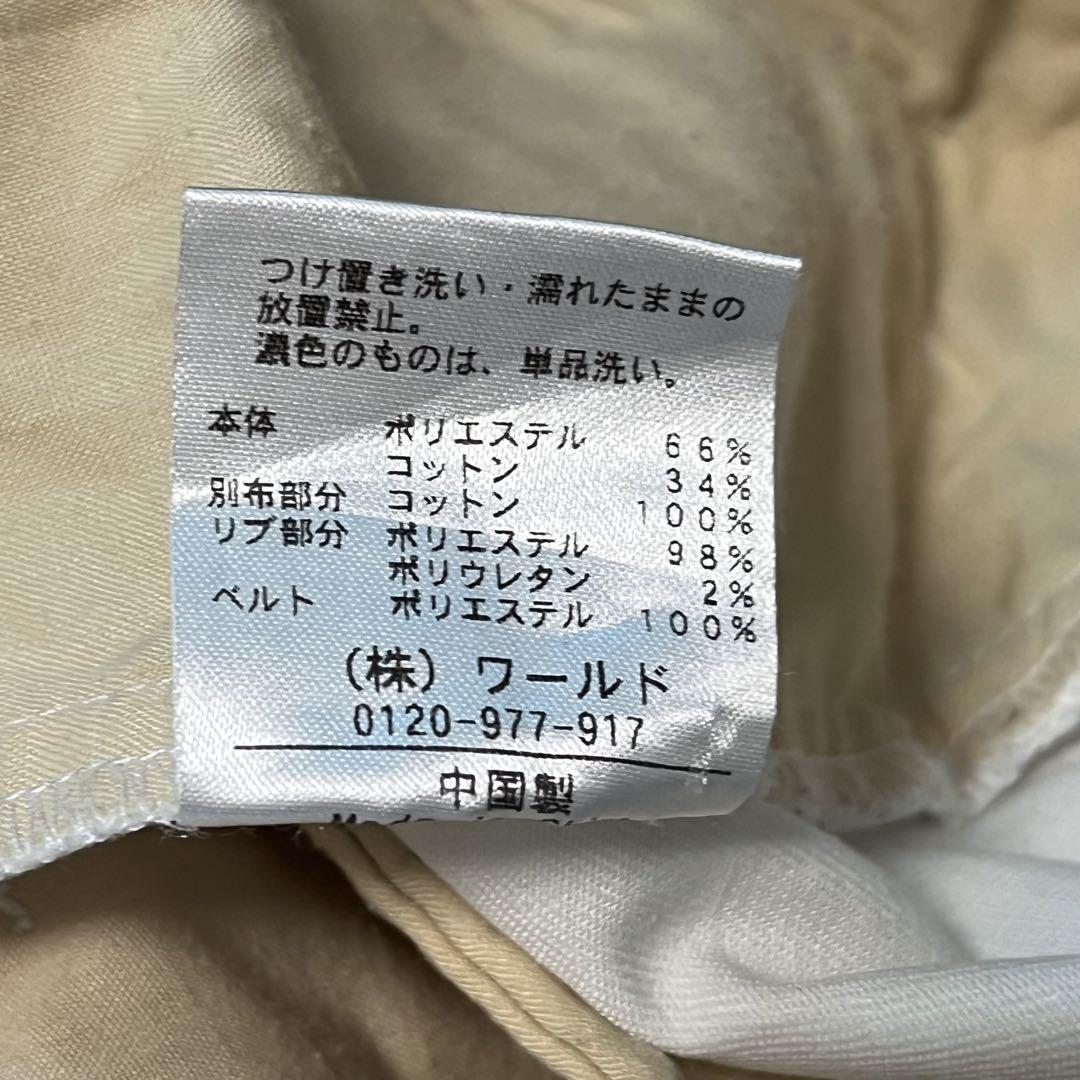 つけ置き洗い・濡れたままの
放置禁止。
濃色のものは、単品洗い。
本体 ポリエステル 66%
コットン 34%
別布部分 コットン 100%
リブ部分 ポリエステル 98%
ポリウレタン 2%
ベルト ポリエステル 100%
(株) ワールド
0120-977-917
中国製